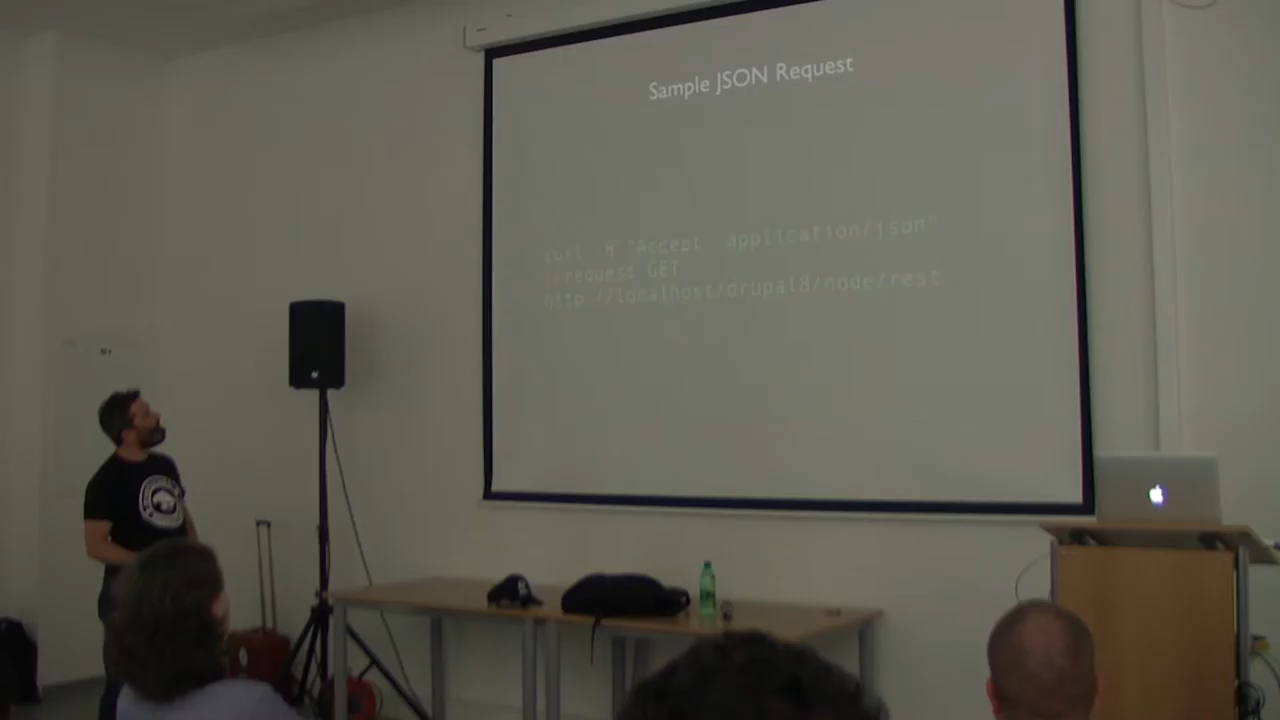 Sample JSON Request
curl -H "Accept: application/json"
--request GET
http://localhost/drupal8/node/rest